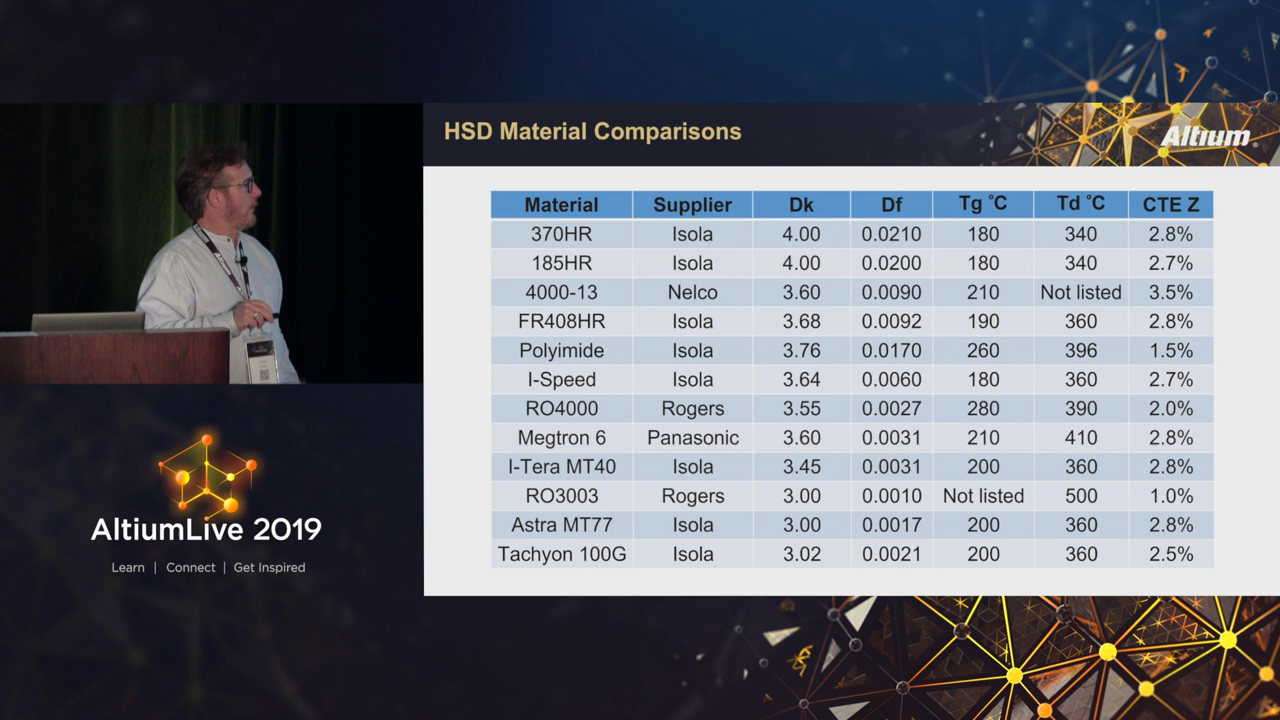 HSD Material Comparisons
Altium
Material Supplier Dk Df Tg °C Td °C CTE Z
370HR Isola 4.00 0.0210 180 340 2.8%
185HR Isola 4.00 0.0200 180 340 2.7%
4000-13 Nelco 3.60 0.0090 210 Not listed 3.5%
FR408HR Isola 3.68 0.0092 190 360 2.8%
Polyimide Isola 3.76 0.0170 260 396 1.5%
I-Speed Isola 3.64 0.0060 180 360 2.7%
RO4000 Rogers 3.55 0.0027 280 390 2.0%
Megtron 6 Panasonic 3.60 0.0031 210 410 2.8%
I-Tera MT40 Isola 3.45 0.0031 200 360 2.8%
RO3003 Rogers 3.00 0.0010 Not listed 500 1.0%
Astra MT77 Isola 3.00 0.0017 200 360 2.8%
Tachyon 100G Isola 3.02 0.0021 200 360 2.5%
Altium
AltiumLive 2019
Learn | Connect | Get Inspired